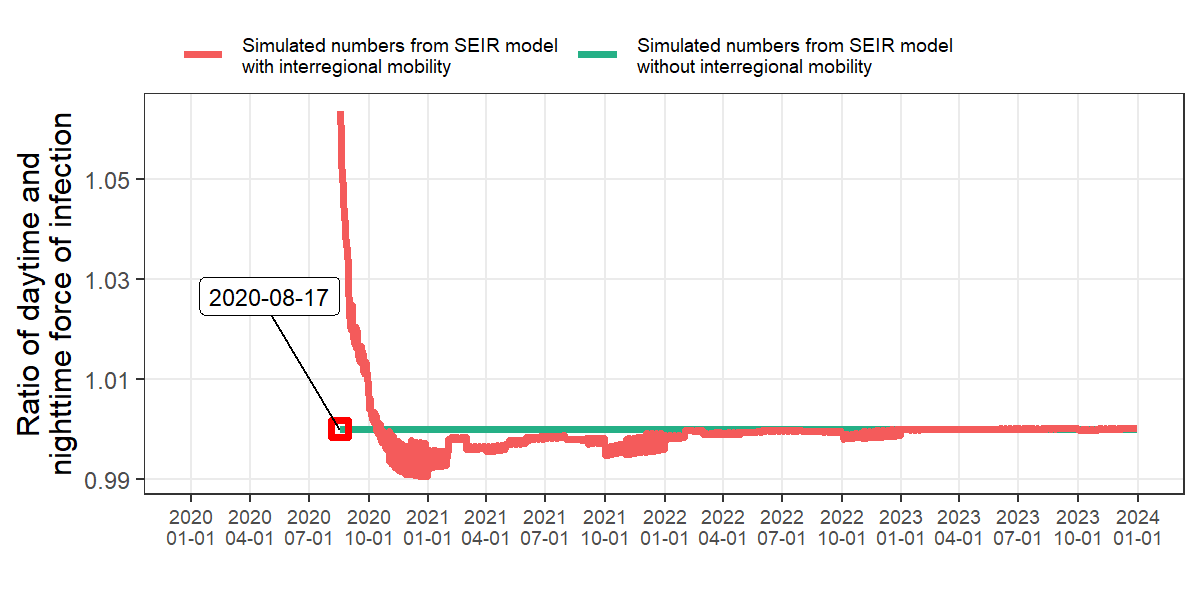 Simulated numbers from SEIR model
with interregional mobility
Simulated numbers from SEIR model
without interregional mobility
Ratio of daytime and
nighttime force of infection
1.05
1.03
1.01
0.99
2020-08-17
2020 2020 2020 2020 2021 2021 2021 2021 2022 2022 2022 2022 2023 2023 2023 2023 2024
01-01 04-01 07-01 10-01 01-01 04-01 07-01 10-01 01-01 04-01 07-01 10-01 01-01 04-01 07-01 10-01 01-01